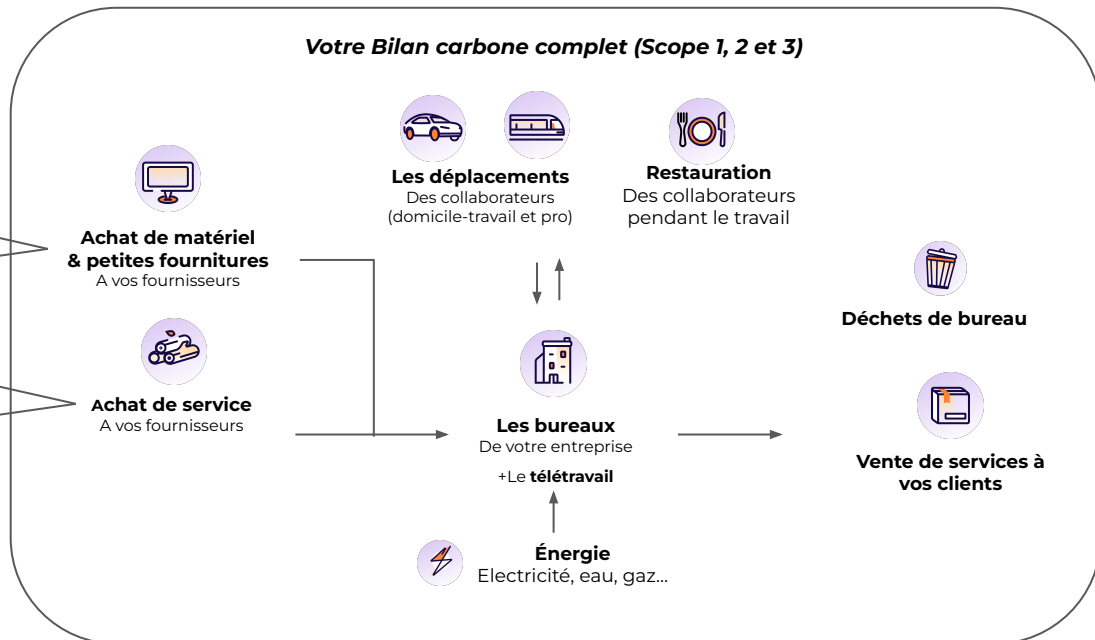 Votre Bilan carbone complet (Scope 1, 2 et 3)
Les déplacements
Des collaborateurs
(domicile-travail et pro)
Restauration
Des collaborateurs
pendant le travail
Achat de matériel
& petites fournitures
A vos fournisseurs
Achat de service
A vos fournisseurs
Les bureaux
De votre entreprise
+Le télétravail
Énergie
Electricité, eau, gaz...
Déchets de bureau
Vente de services à
vos clients